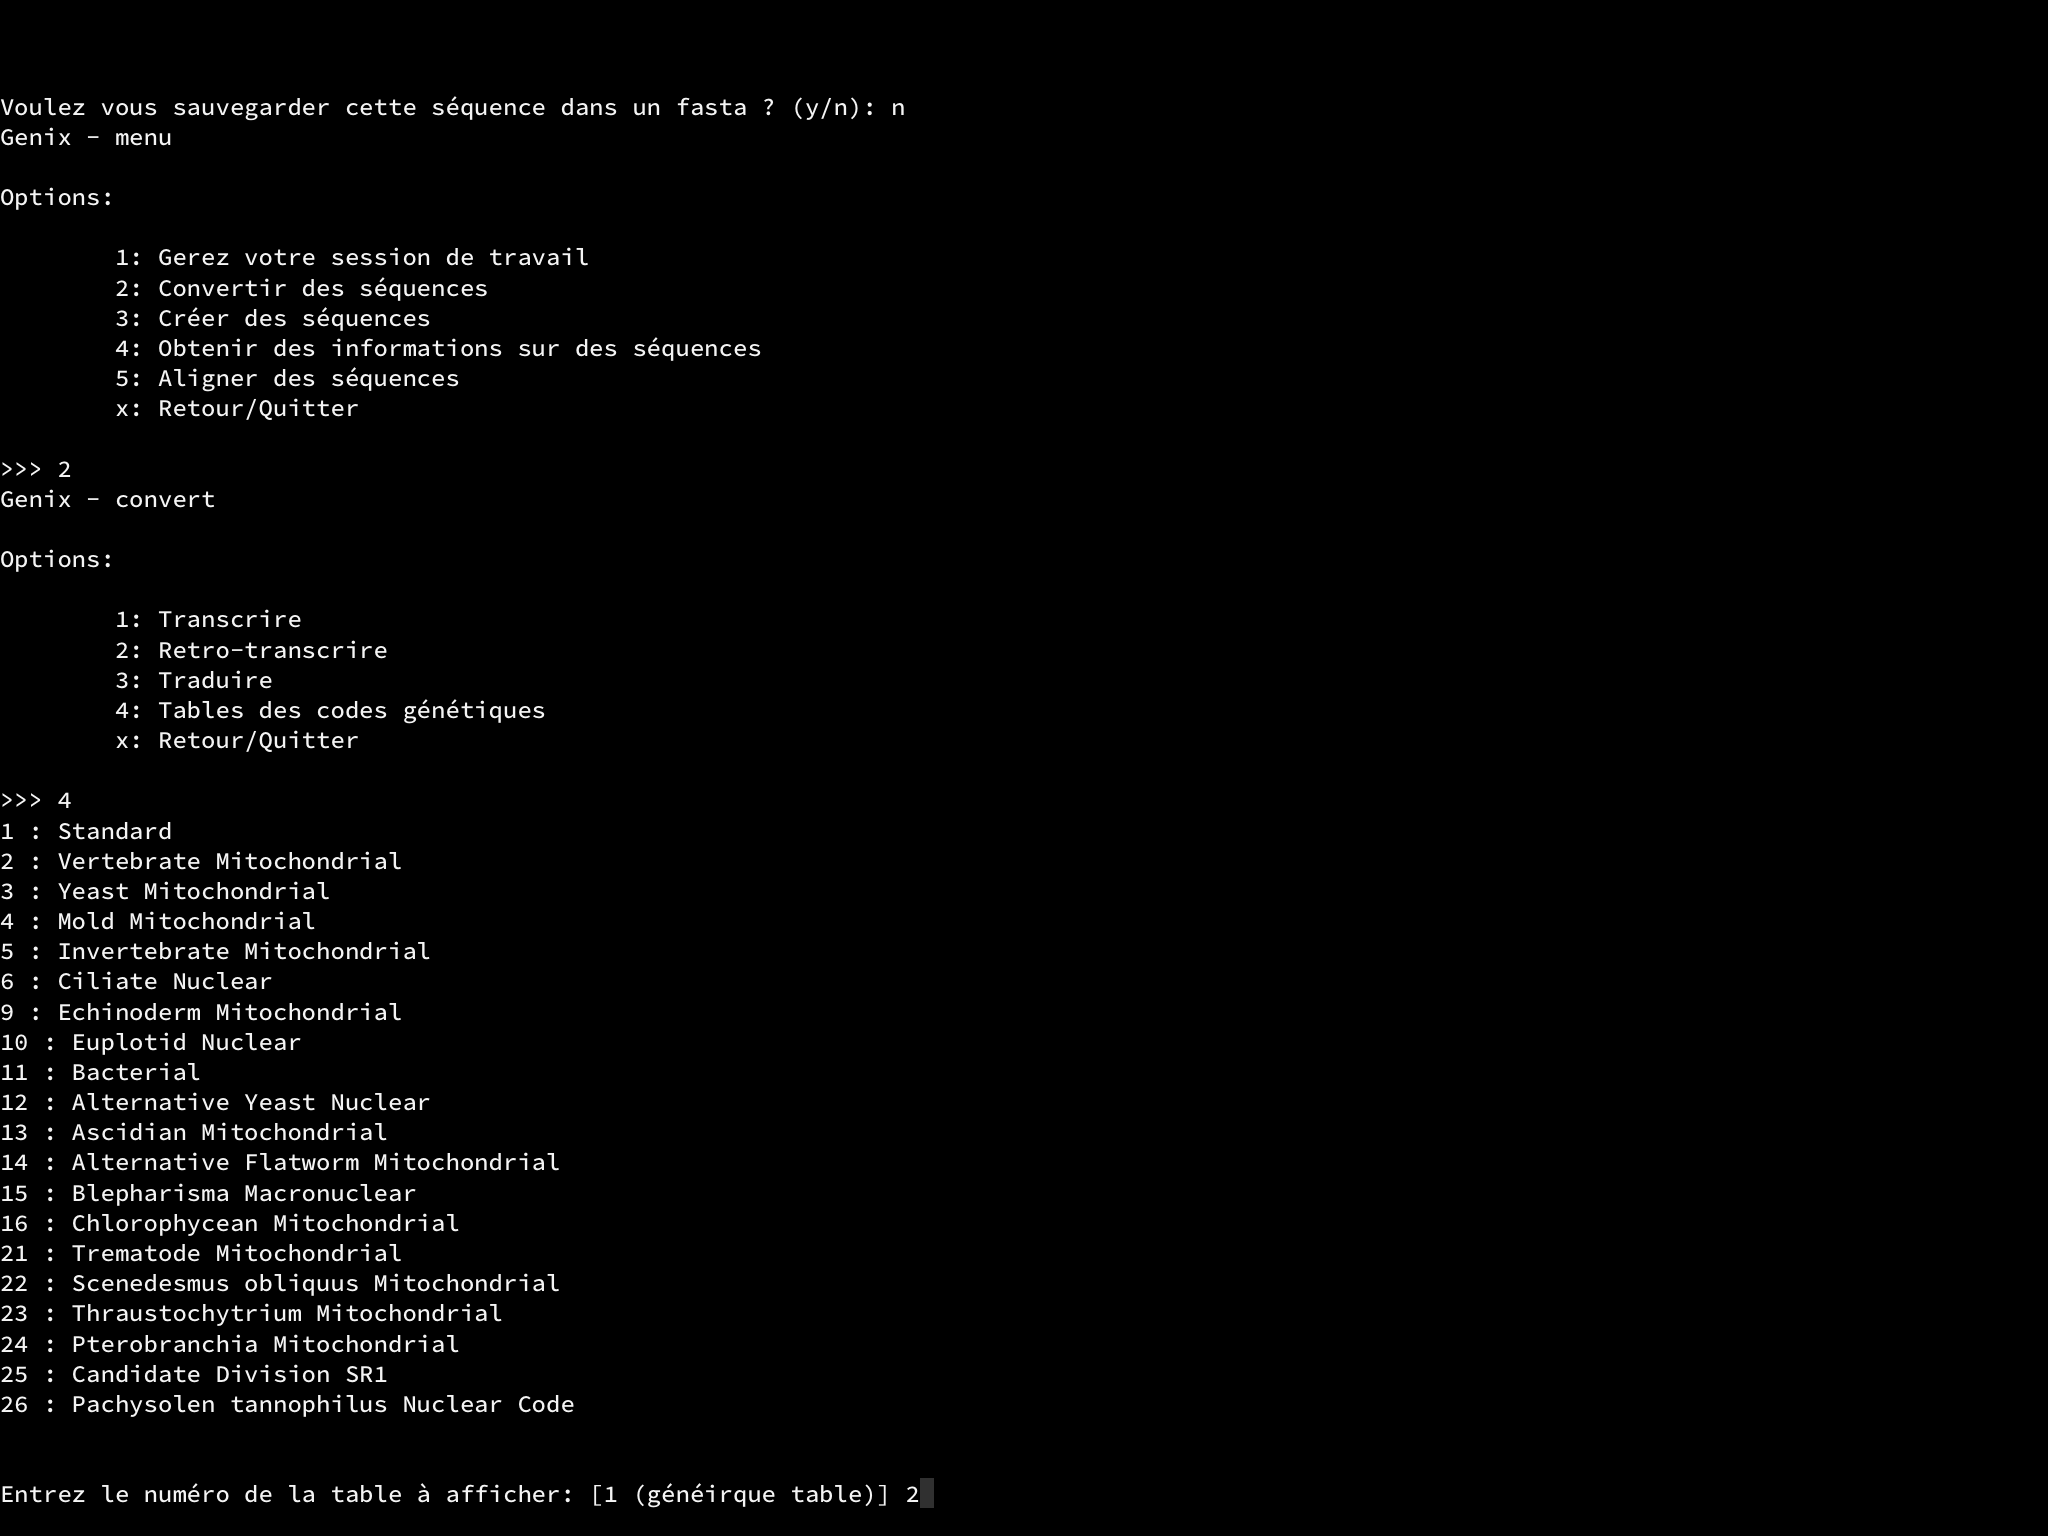 Voulez vous sauvegarder cette séquence dans un fasta ? (y/n): n
Genix - menu
Options:
1: Gerez votre session de travail
2: Convertir des séquences
3: Créer des séquences
4: Obtenir des informations sur des séquences
5: Aligner des séquences
x: Retour/Quitter
>>> 2
Genix - convert
Options:
1: Transcrire
2: Retro-transcrire
3: Traduire
4: Tables des codes génétiques
x: Retour/Quitter
>>> 4
1 : Standard
2 : Vertebrate Mitochondrial
3 : Yeast Mitochondrial
4 : Mold Mitochondrial
5 : Invertebrate Mitochondrial
6 : Ciliate Nuclear
9 : Echinoderm Mitochondrial
10 : Euplotid Nuclear
11 : Bacterial
12 : Alternative Yeast Nuclear
13 : Ascidian Mitochondrial
14 : Alternative Flatworm Mitochondrial
15 : Blepharisma Macronuclear
16 : Chlorophycean Mitochondrial
21 : Trematode Mitochondrial
22 : Scenedesmus obliquus Mitochondrial
23 : Thraustochytrium Mitochondrial
24 : Pterobranchia Mitochondrial
25 : Candidate Division SR1
26 : Pachysolen tannophilus Nuclear Code
Entrez le numéro de la table à afficher: [1 (généirque table)] 2